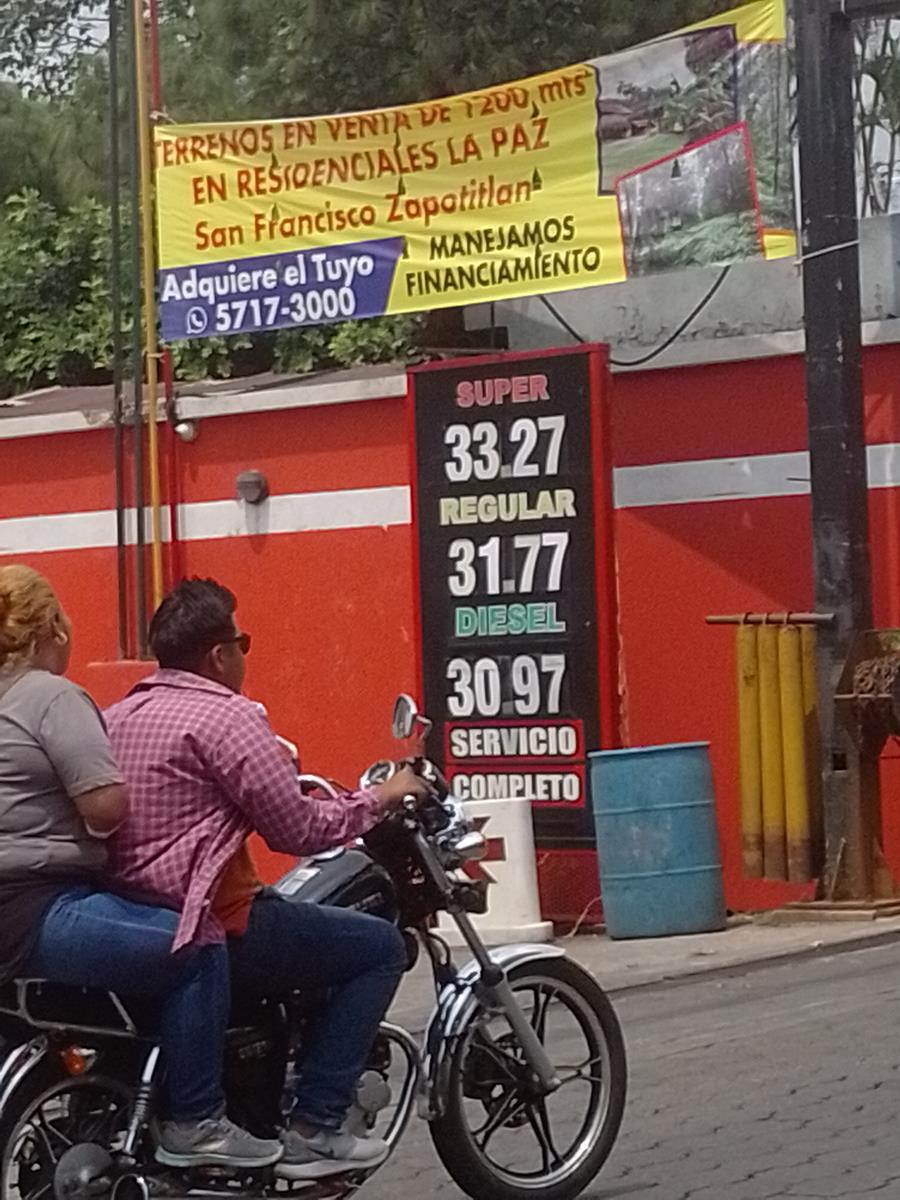 TERRENOS EN VENTA DE 1200 mts
EN RESIDENCIALES LA PAZ
San Francisco Zapotitlan
MANEJAMOS
FINANCIAMIENTO
Adquiere el Tuyo
5717-3000
SUPER
33.27
REGULAR
31.77
DIESEL
30.97
SERVICIO
COMPLETO